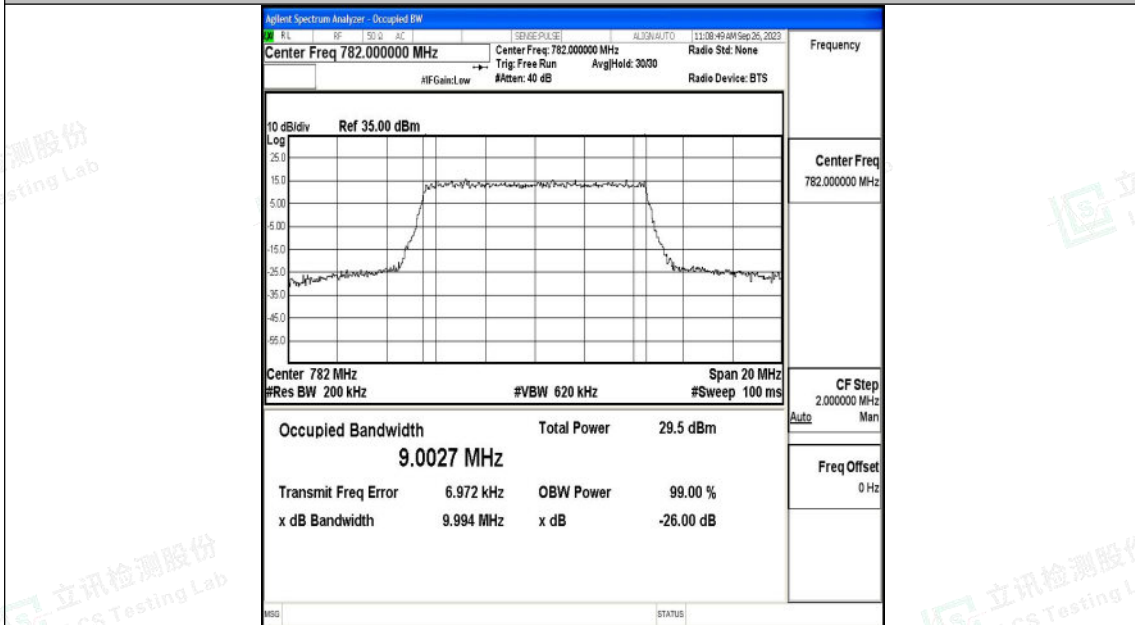 Agilent Spectrum Analyzer - Occupied BW
RL RF 50 Ω AC SENSE:PULSE ALIGNAUTO 11:08:49 AM Sep 26, 2023
Center Freq 782.000000 MHz
Center Freq: 782.000000 MHz Radio Std: None
Trig: Free Run Avg|Hold: 30/30
#IFGain:Low #Atten: 40 dB Radio Device: BTS
Frequency
10 dB/div Ref 35.00 dBm
Log
25.0
15.0
5.00
-5.00
-15.0
-25.0
-35.0
-45.0
-55.0
Center 782 MHz Span 20 MHz
#Res BW 200 kHz #VBW 620 kHz #Sweep 100 ms
Occupied Bandwidth Total Power 29.5 dBm
9.0027 MHz
Transmit Freq Error 6.972 kHz OBW Power 99.00 %
x dB Bandwidth 9.994 MHz x dB -26.00 dB
Center Freq
782.000000 MHz
CF Step
2.000000 MHz
Auto Man
Freq Offset
0 Hz
MSG STATUS
测股份
sting Lab
立讯检测股份
CS Testing Lab
立讯检测股份
CS Testing L